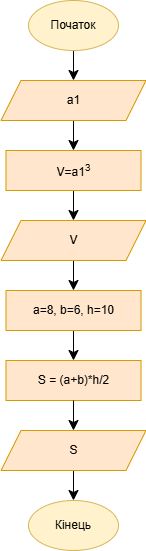 Початок
a1
V=a1³
V
a=8, b=6, h=10
S = (a+b)*h/2
S
Кінець